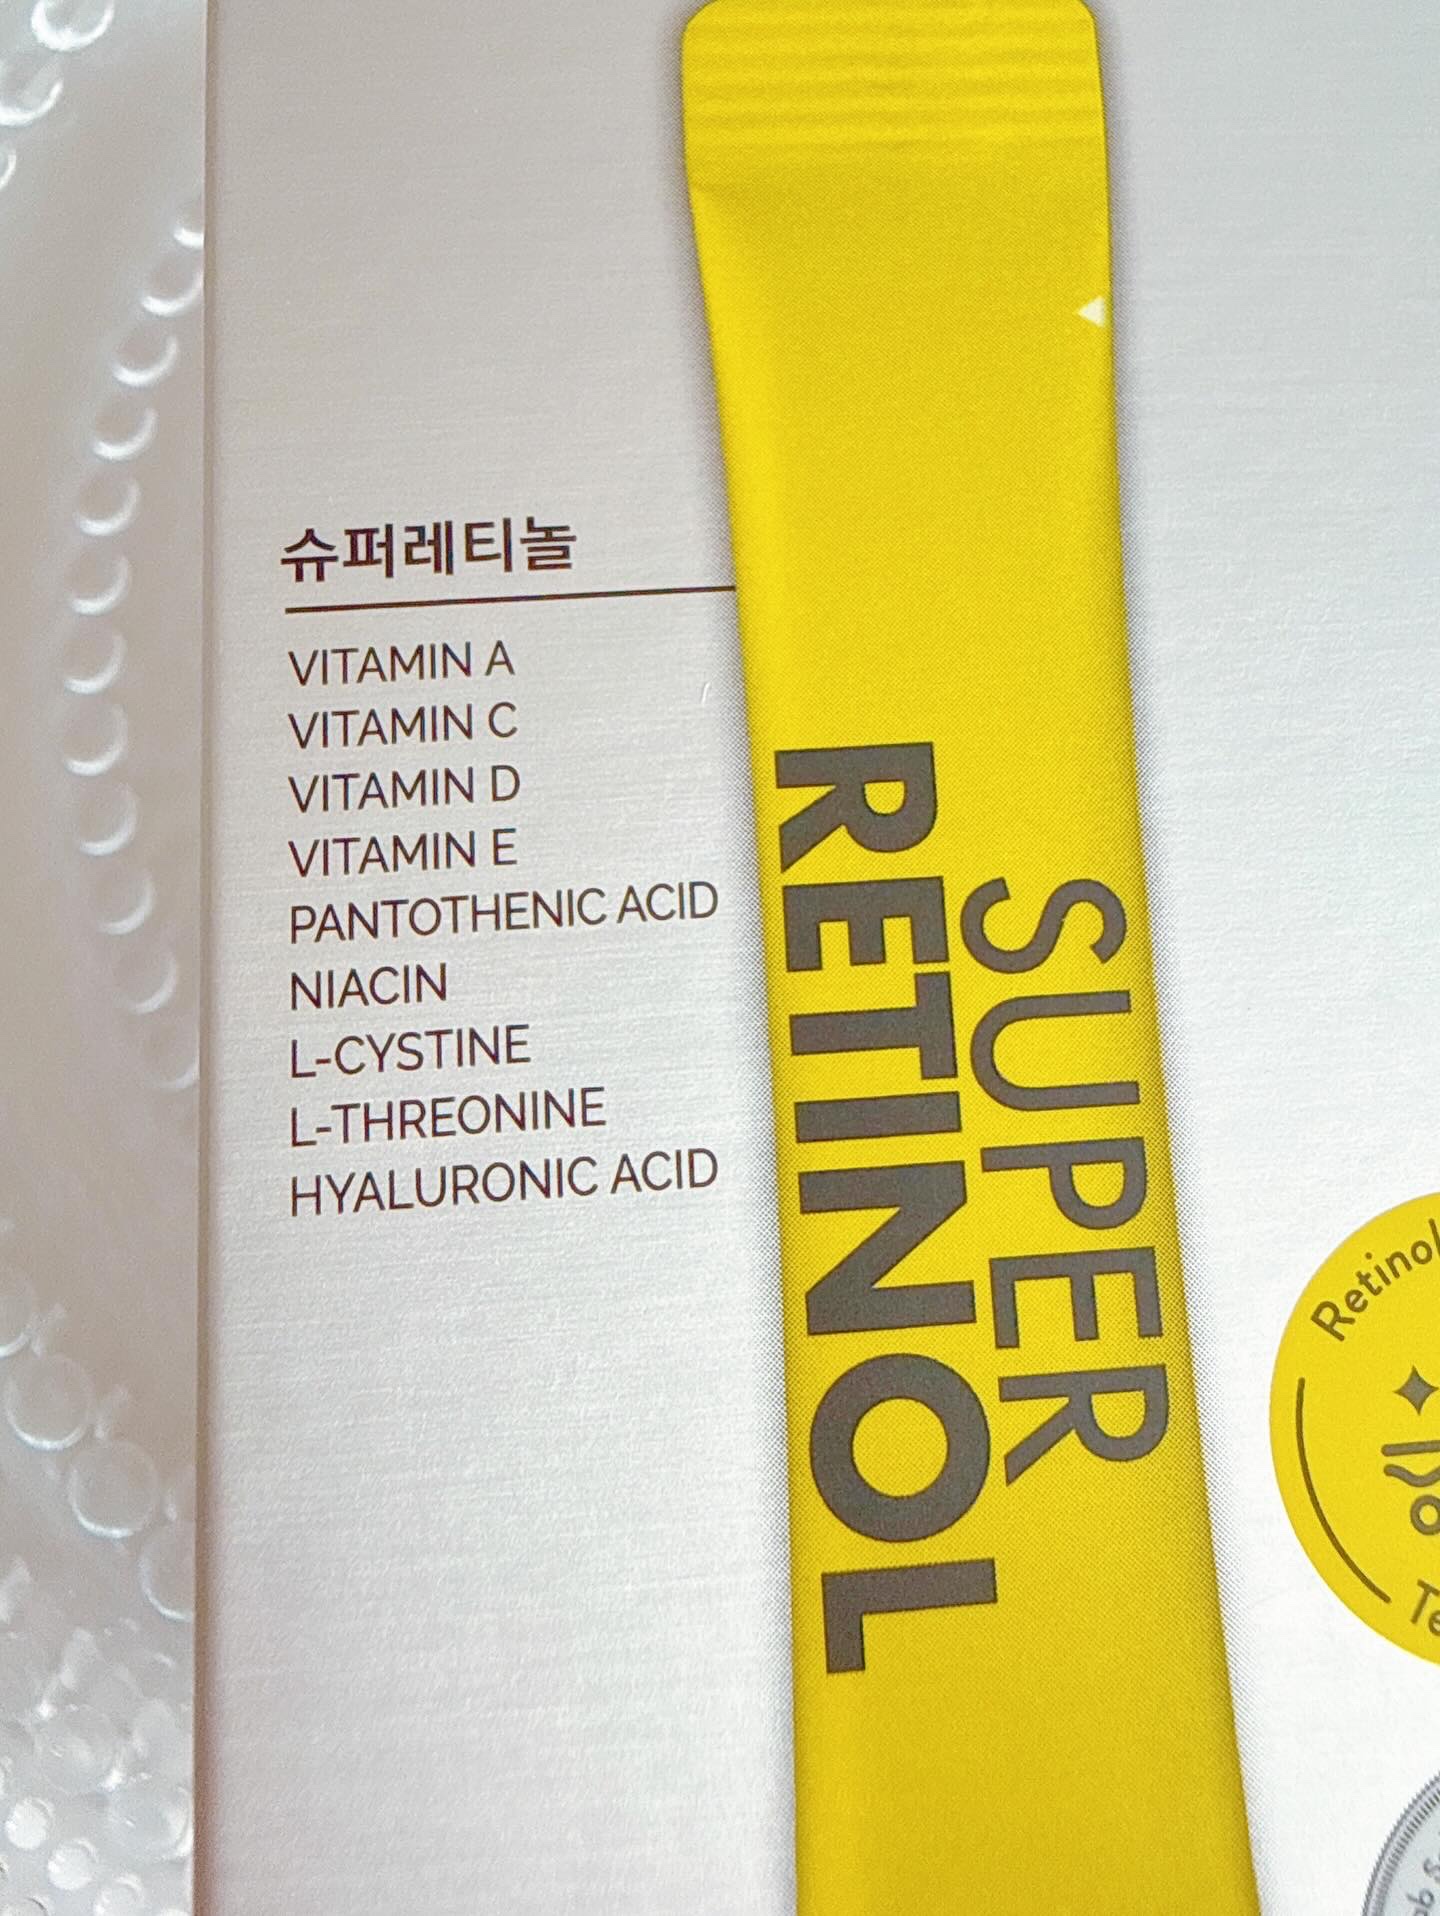 슈퍼레티놀
VITAMIN A
VITAMIN C
VITAMIN D
VITAMIN E
PANTOTHENIC ACID
NIACIN
L-CYSTINE
L-THREONINE
HYALURONIC ACID
SUPER
RETINOL
Retinol